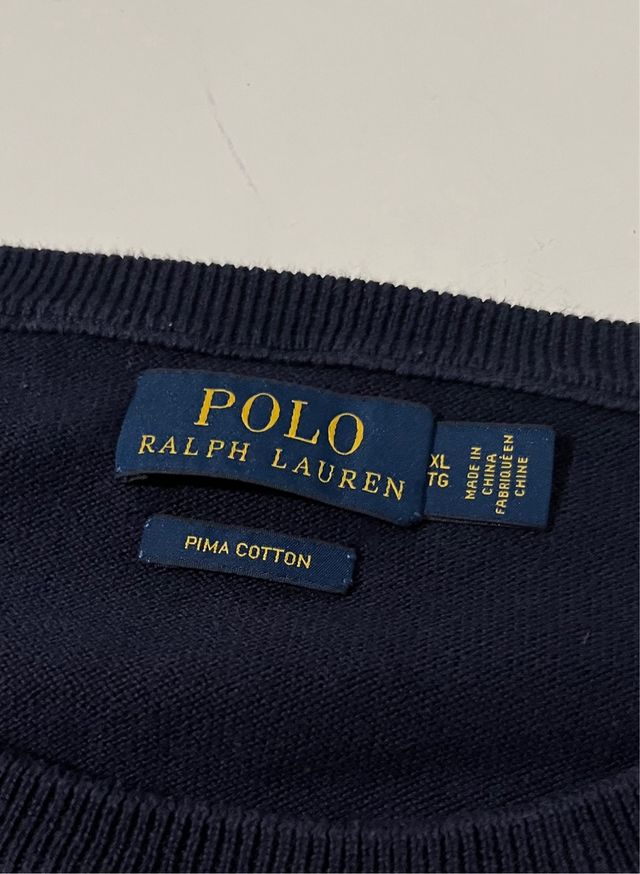 POLO
RALPH LAUREN
XL
TG
MADE IN
CHINA
FABRIQUÉ EN
CHINE
PIMA COTTON